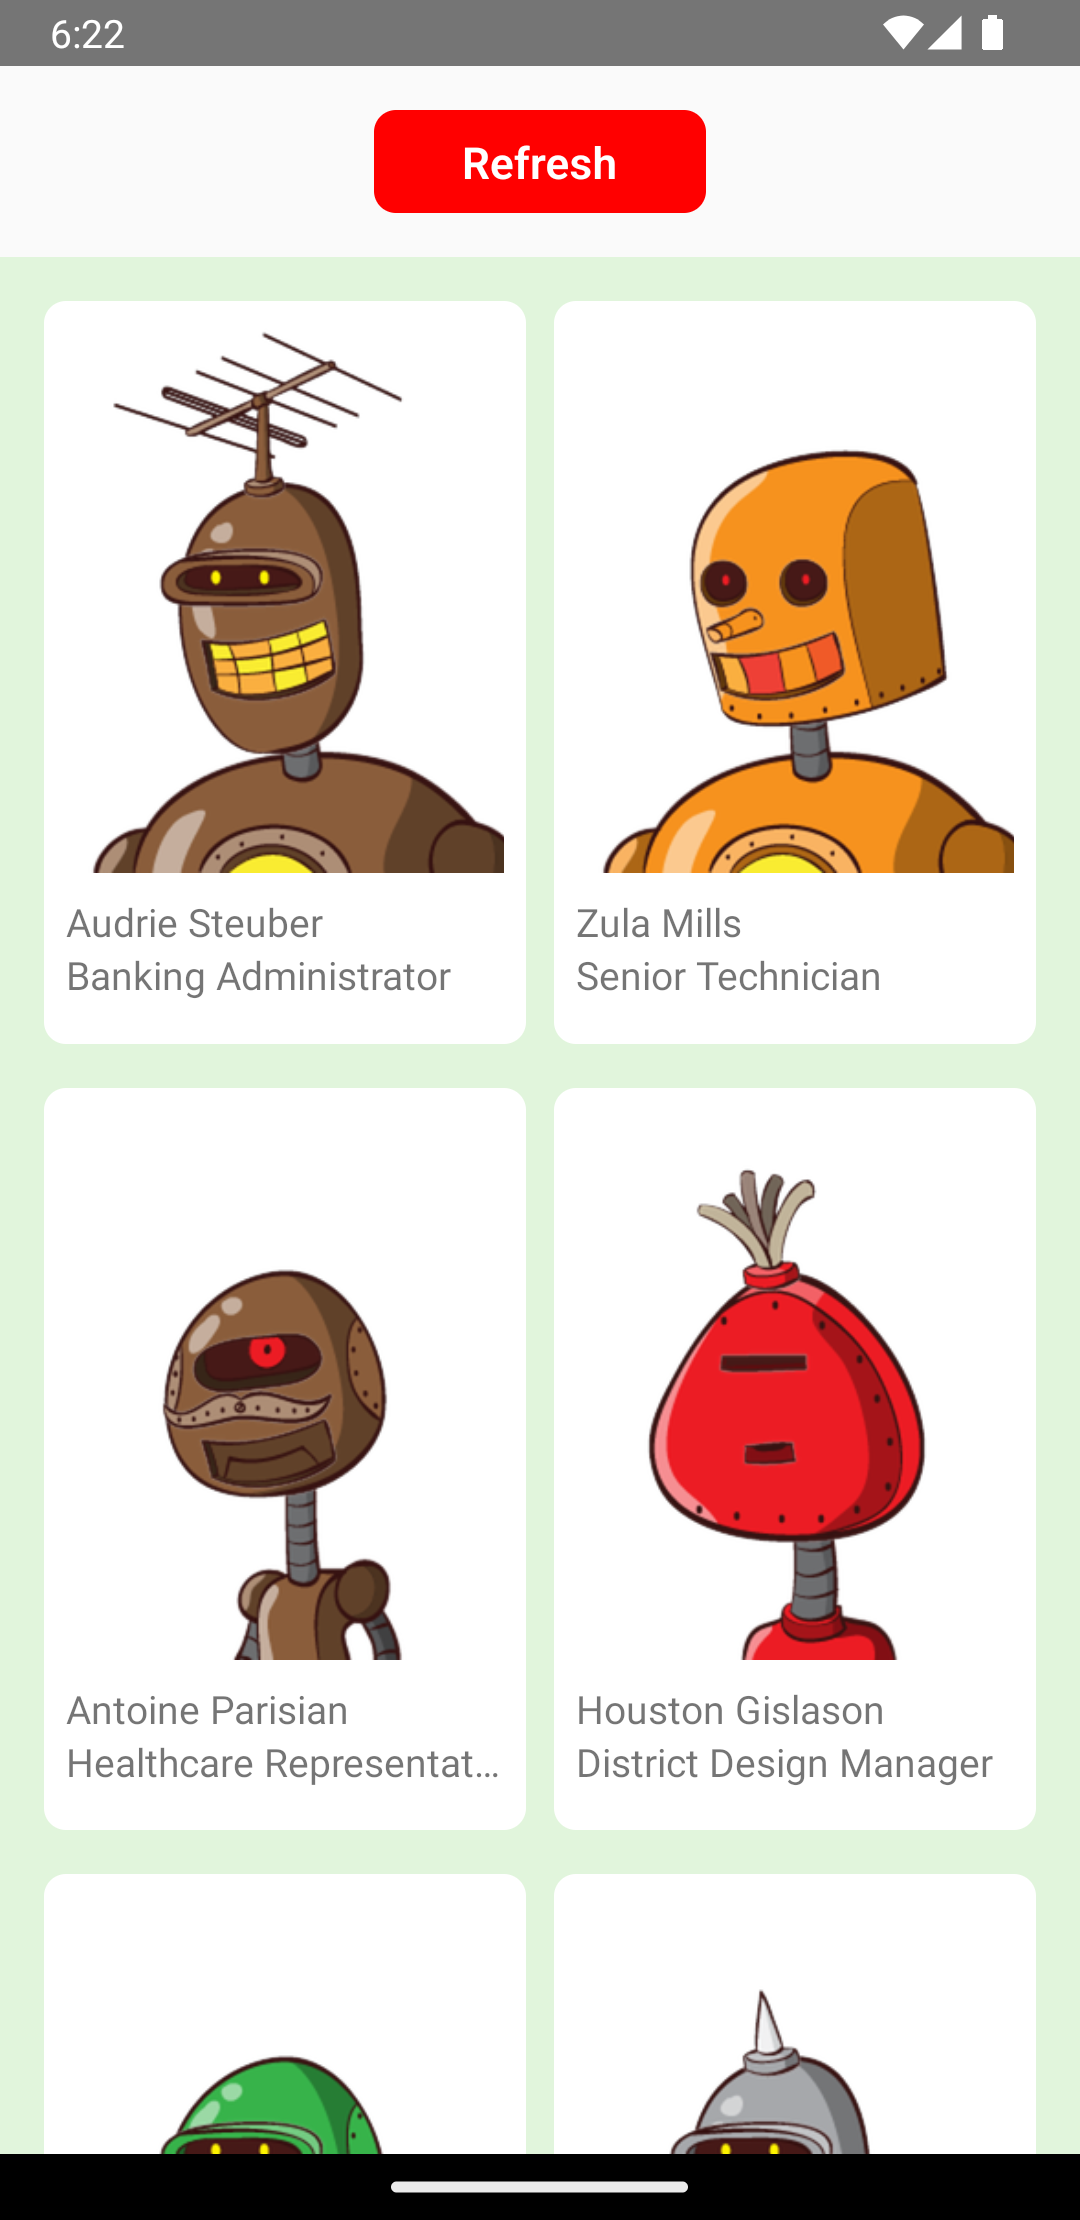 6:22
Refresh
Audrie Steuber
Banking Administrator
Zula Mills
Senior Technician
Antoine Parisian
Healthcare Representat...
Houston Gislason
District Design Manager